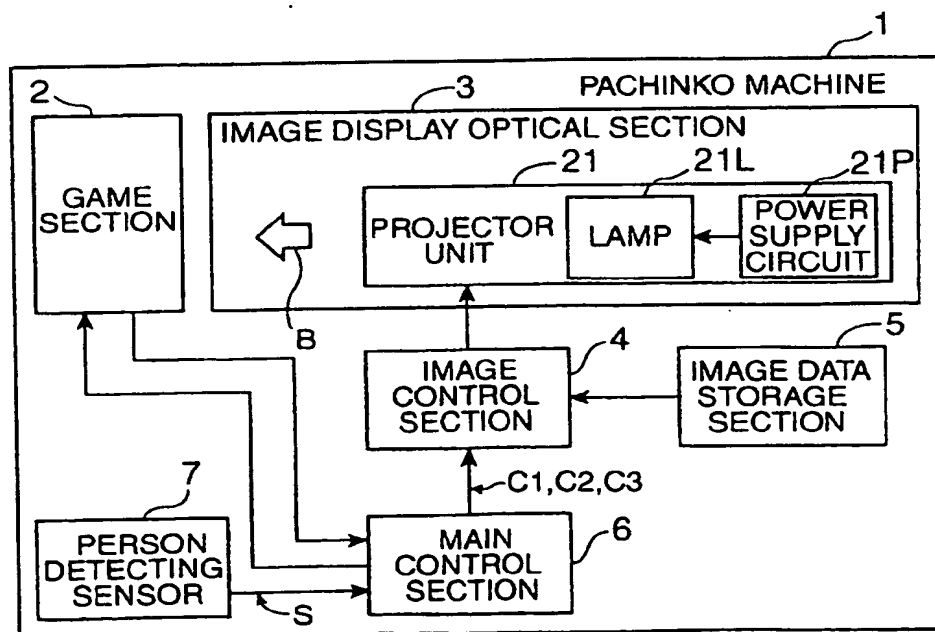 1
PACHINKO MACHINE
2
3
IMAGE DISPLAY OPTICAL SECTION
GAME
SECTION
21
21L
21P
PROJECTOR
UNIT
LAMP
POWER
SUPPLY
CIRCUIT
B
4
5
IMAGE
CONTROL
SECTION
IMAGE DATA
STORAGE
SECTION
C1,C2,C3
7
PERSON
DETECTING
SENSOR
S
MAIN
CONTROL
SECTION
6